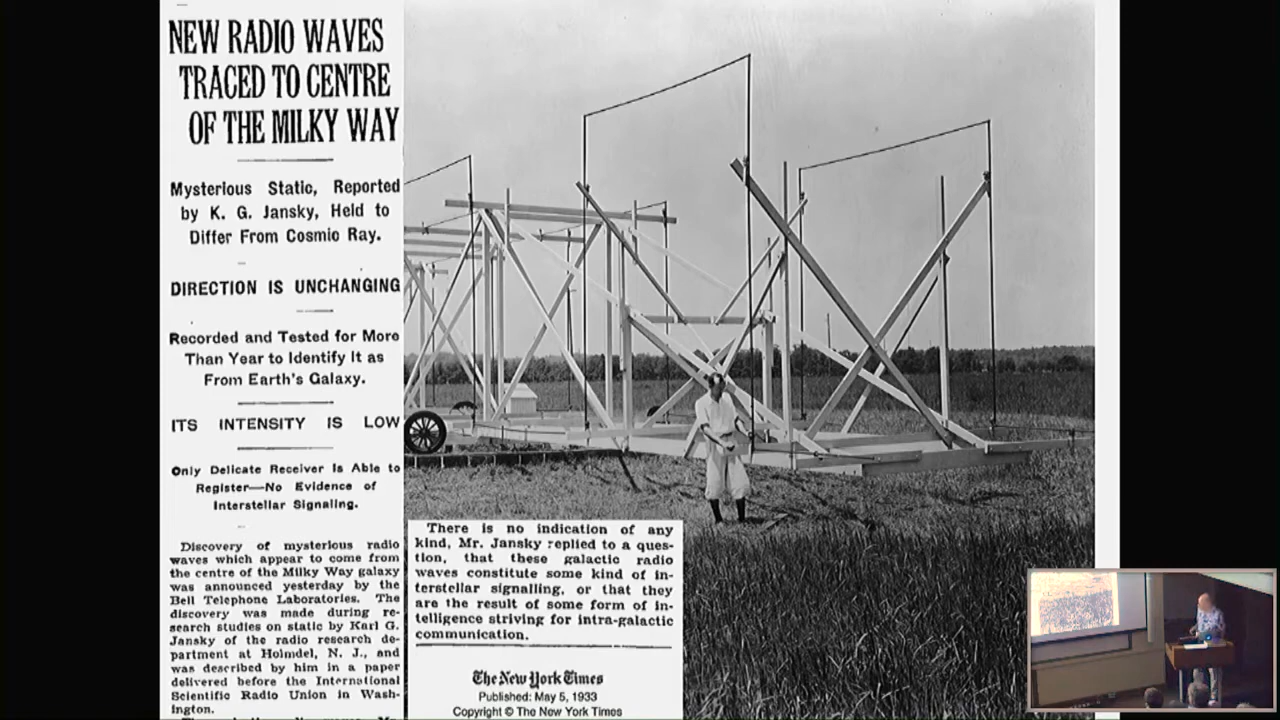 NEW RADIO WAVES
TRACED TO CENTRE
OF THE MILKY WAY
Mysterious Static, Reported
by K. G. Jansky, Held to
Differ From Cosmic Ray.
DIRECTION IS UNCHANGING
Recorded and Tested for More
Than Year to Identify It as
From Earth's Galaxy.
ITS INTENSITY IS LOW
Only Delicate Receiver Is Able to
Register—No Evidence of
Interstellar Signaling.
Discovery of mysterious radio
waves which appear to come from
the centre of the Milky Way galaxy
was announced yesterday by the
Bell Telephone Laboratories. The
discovery was made during re-
search studies on static by Karl G.
Jansky of the radio research de-
partment at Holmdel, N. J., and
was described by him in a paper
delivered before the International
Scientific Radio Union in Wash-
ington.
There is no indication of any
kind, Mr. Jansky replied to a ques-
tion, that these galactic radio
waves constitute some kind of in-
terstellar signalling, or that they
are the result of some form of in-
telligence striving for intra-galactic
communication.
The New York Times
Published: May 5, 1933
Copyright © The New York Times